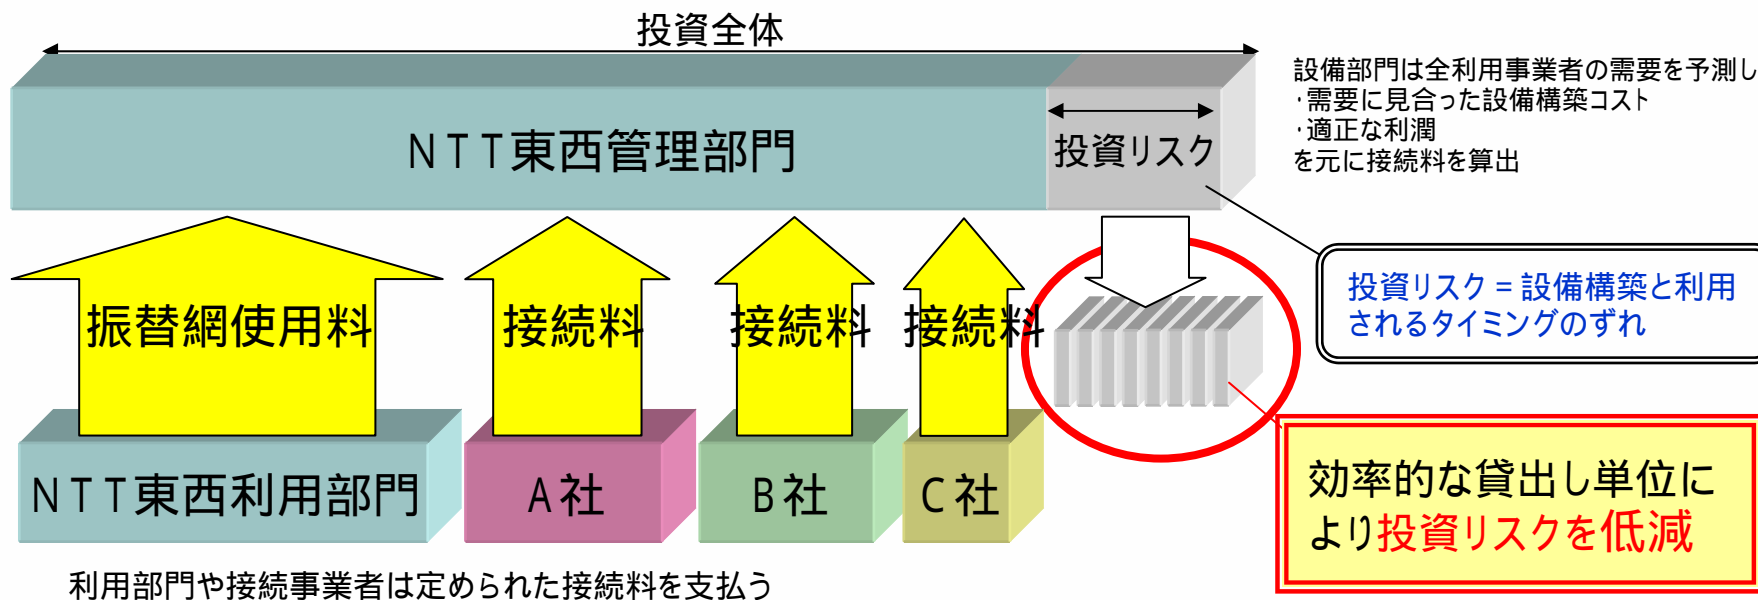 投資全体
設備部門は全利用事業者の需要を予測し
・需要に見合った設備構築コスト
・適正な利潤
を元に接続料を算出
NTT東西管理部門
投資リスク
投資リスク=設備構築と利用
されるタイミングのずれ
振替網使用料
接続料
接続料
接続料
NTT東西利用部門
A社
B社
C社
効率的な貸出し単位に
より投資リスクを低減
利用部門や接続事業者は定められた接続料を支払う